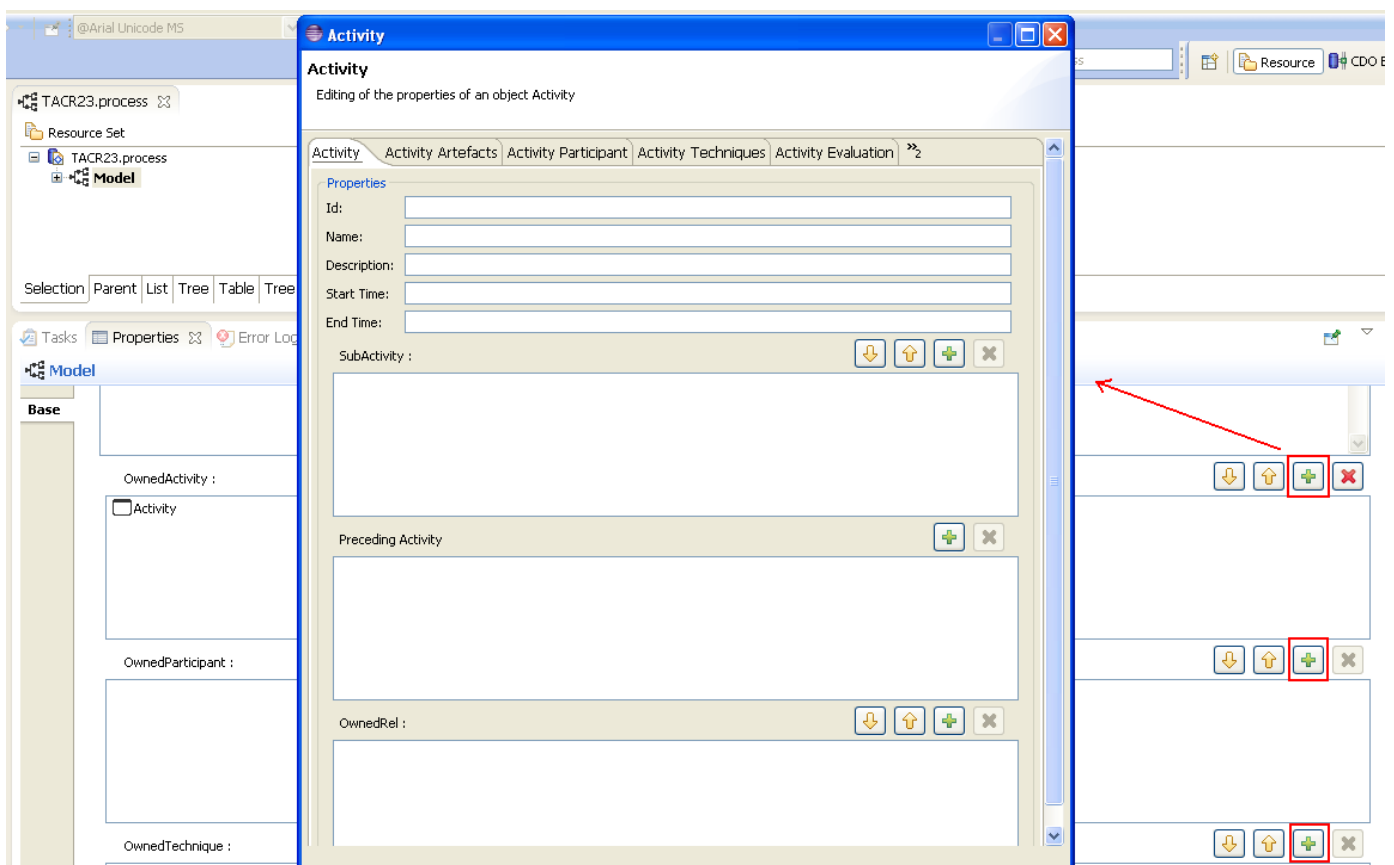 @Arial Unicode MS
Resource
CDO
TACR23.process
Resource Set
TACR23.process
Model
Selection Parent List Tree Table Tree
Tasks Properties Error Log
Model
Base
OwnedActivity :
Activity
OwnedParticipant :
OwnedTechnique :
Activity
Activity
Editing of the properties of an object Activity
Activity Activity Artefacts Activity Participant Activity Techniques Activity Evaluation »2
Properties
Id:
Name:
Description:
Start Time:
End Time:
SubActivity :
Preceding Activity
OwnedRel :